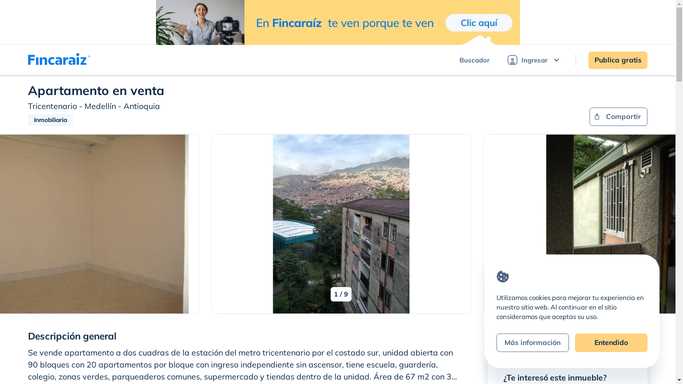 En Fincaraíz te ven porque te ven
Clic aquí
Fincaraíz
Buscador
Ingresar
Publica gratis
Apartamento en venta
Tricentenario - Medellín - Antioquia
Inmobiliaria
Compartir
1 / 9
Descripción general
Se vende apartamento a dos cuadras de la estación del metro tricentenario por el costado sur, unidad abierta con
90 bloques con 20 apartamentos por bloque con ingreso independiente sin ascensor, tiene escuela, guardería,
colegio, zonas verdes, parqueaderos comunes, supermercado y tiendas dentro de la unidad. Área de 67 m2 con 3...
Utilizamos cookies para mejorar tu experiencia en
nuestro sitio web. Al continuar en el sitio
consideramos que aceptas su uso.
Más información
Entendido
¿Te interesó este inmueble?